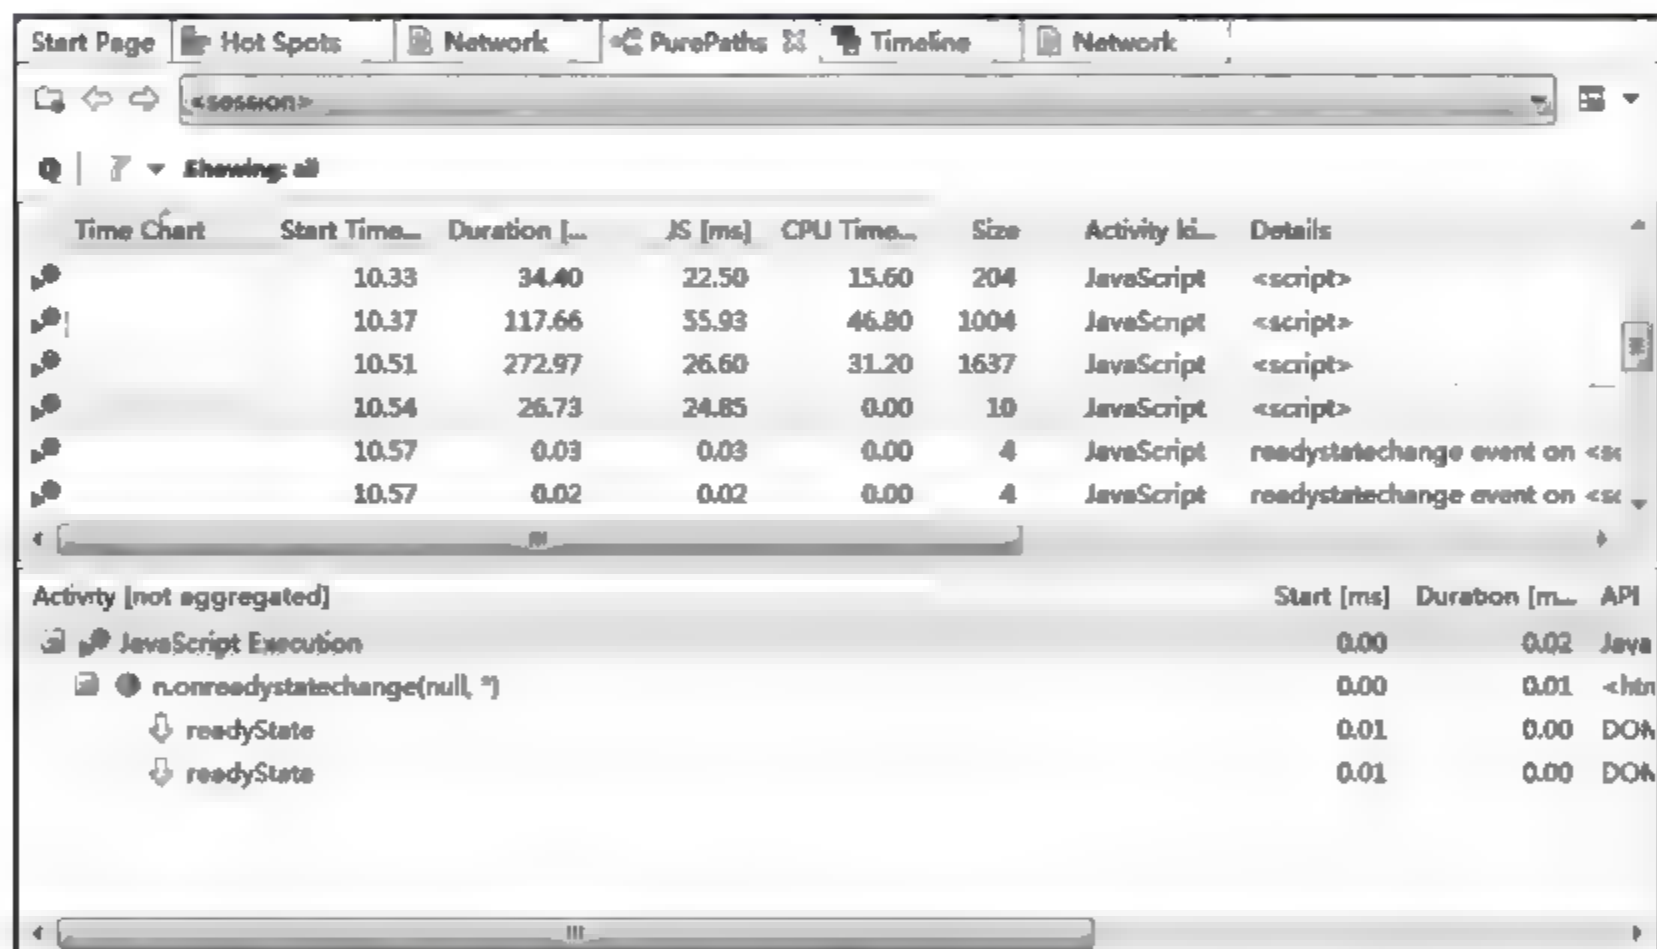 Start Page Hot Spots Network PurePaths Timeline Network
<session>
Showing: all
Time Chart Start Time... Duration [... JS [ms] CPU Time... Size Activity ki... Details
10.33 34.40 22.50 15.60 204 JavaScript <script>
10.37 117.66 55.93 46.80 1004 JavaScript <script>
10.51 272.97 26.60 31.20 1637 JavaScript <script>
10.54 26.73 24.85 0.00 10 JavaScript <script>
10.57 0.03 0.03 0.00 4 JavaScript readystatechange event on <sc
10.57 0.02 0.02 0.00 4 JavaScript readystatechange event on <sc
Activity [not aggregated] Start [ms] Duration [m... API
JavaScript Execution 0.00 0.02 Java
n.onreadystatechange(null, *) 0.00 0.01 <htm
readyState 0.01 0.00 DOM
readyState 0.01 0.00 DOM